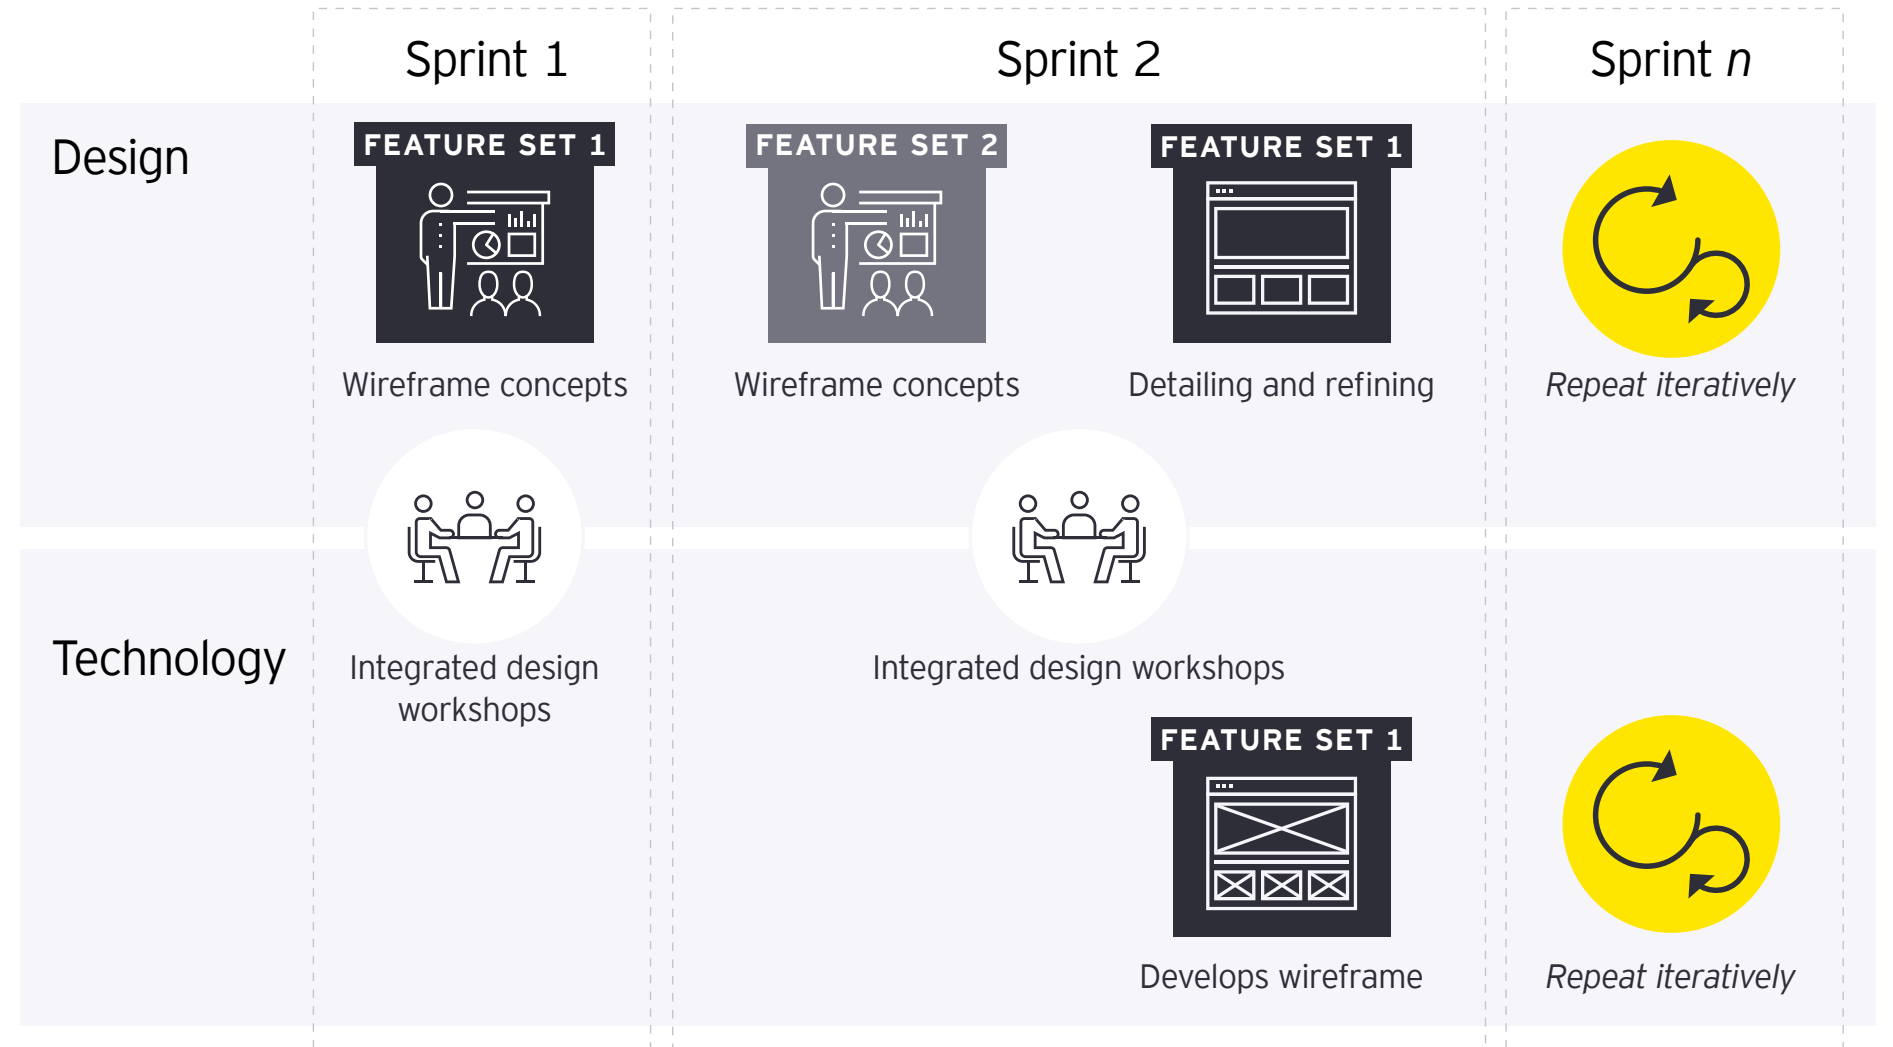 Sprint 1
Sprint 2
Sprint n
Design
FEATURE SET 1
FEATURE SET 2
FEATURE SET 1
Wireframe concepts
Wireframe concepts
Detailing and refining
Repeat iteratively
Technology
Integrated design
workshops
Integrated design workshops
FEATURE SET 1
Develops wireframe
Repeat iteratively